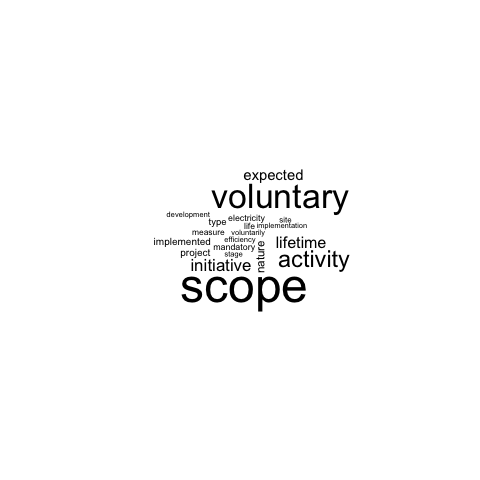 expected
voluntary
development
type
electricity
site
life
implementation
measure
voluntarily
implemented
efficiency
lifetime
mandatory
project
stage
nature
activity
initiative
scope